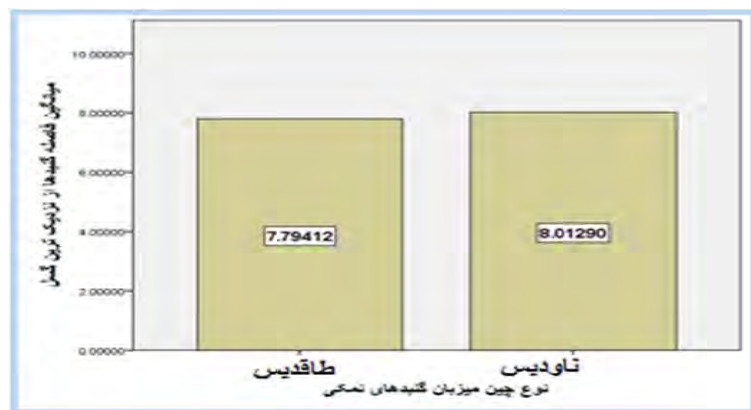 میانگین فاصله گنبدها از نزدیک ترین گسل
10.00000
8.00000
6.00000
4.00000
2.00000
0.00000
7.79412
8.01290
طاقدیس
ناودیس
نوع چین میزبان گنبدهای نمکی